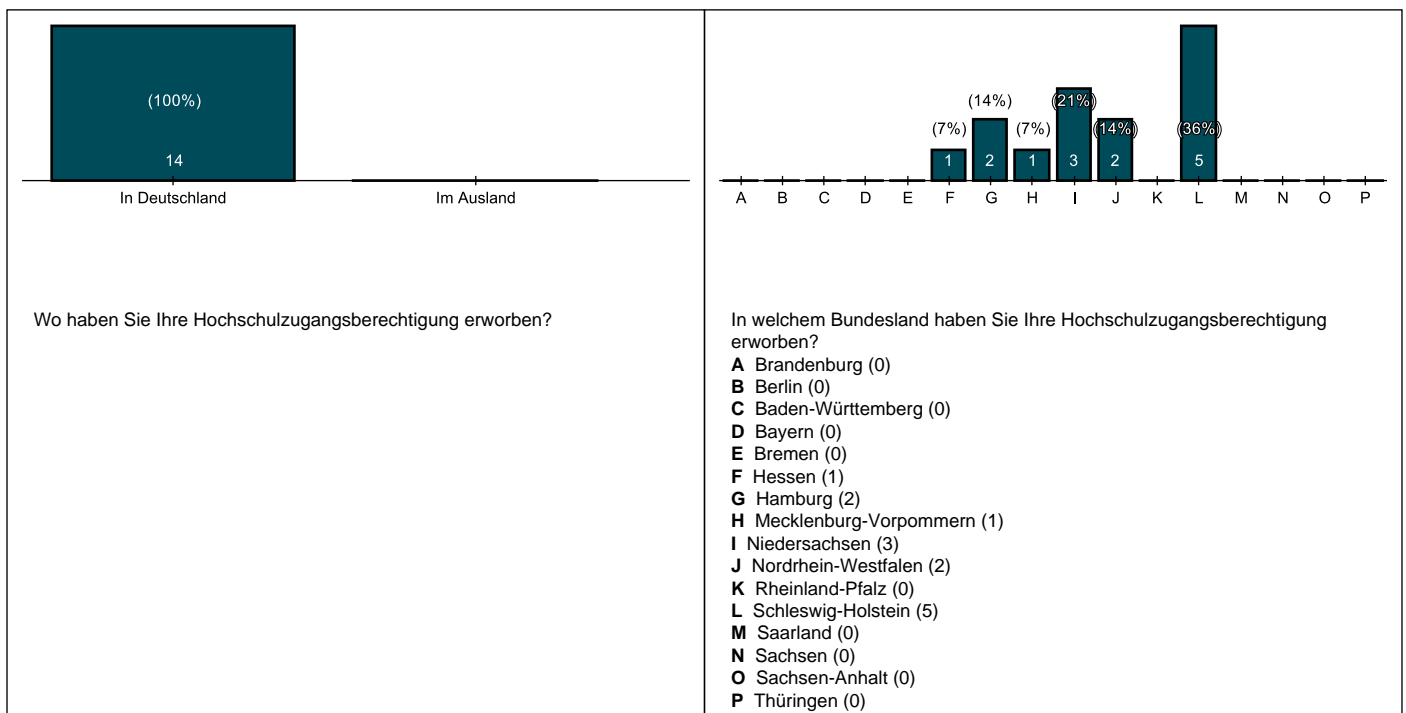 (100%)
14
In Deutschland Im Ausland
Wo haben Sie Ihre Hochschulzugangsberechtigung erworben?
(7%) (14%) (7%) (21%) (14%) (36%)
1 2 1 3 2 5
A B C D E F G H I J K L M N O P
In welchem Bundesland haben Sie Ihre Hochschulzugangsberechtigung
erworben?
A Brandenburg (0)
B Berlin (0)
C Baden-Württemberg (0)
D Bayern (0)
E Bremen (0)
F Hessen (1)
G Hamburg (2)
H Mecklenburg-Vorpommern (1)
I Niedersachsen (3)
J Nordrhein-Westfalen (2)
K Rheinland-Pfalz (0)
L Schleswig-Holstein (5)
M Saarland (0)
N Sachsen (0)
O Sachsen-Anhalt (0)
P Thüringen (0)